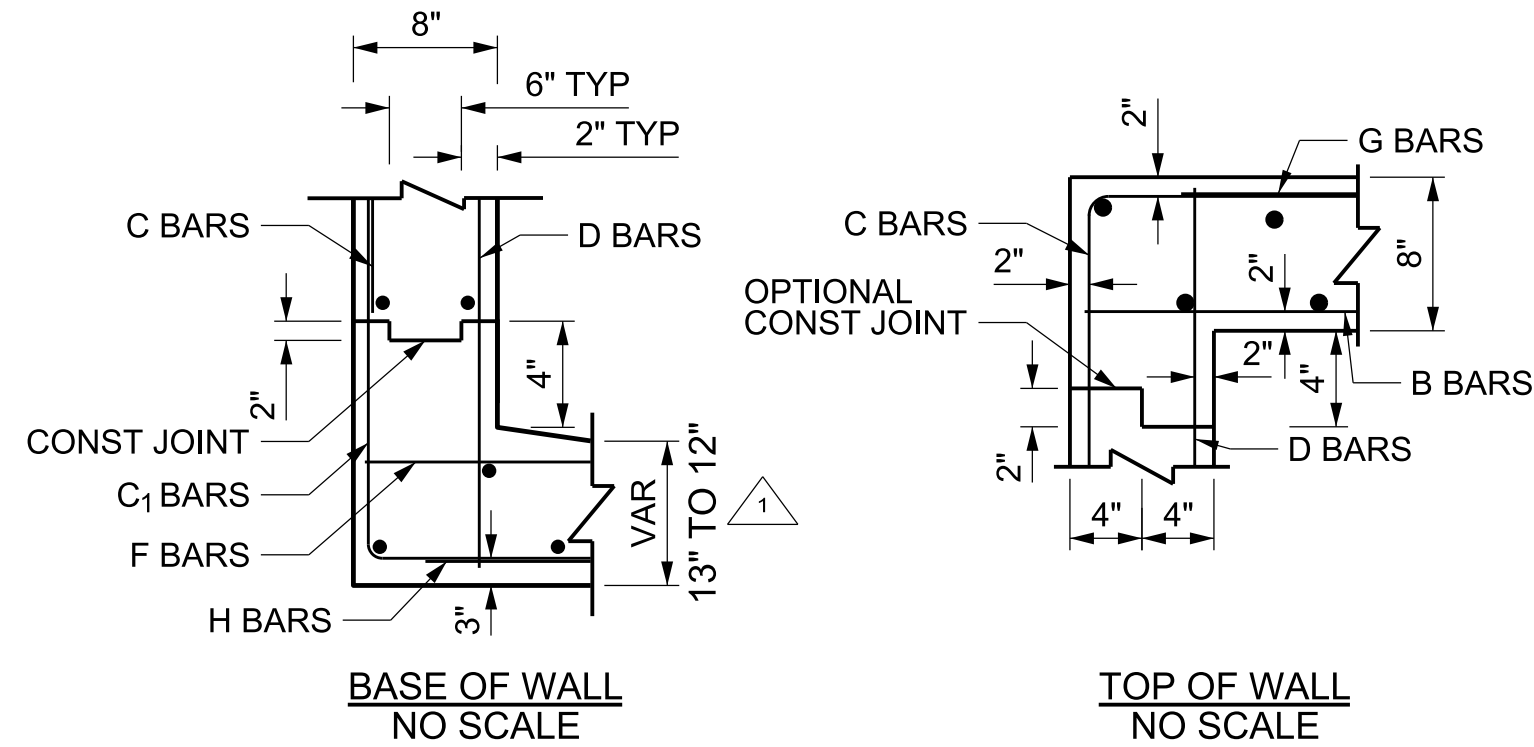 8"
6" TYP
2" TYP
C BARS
D BARS
2"
4"
CONST JOINT
C1 BARS
F BARS
H BARS
3"
VAR
13" TO 12"
1
BASE OF WALL
NO SCALE
2"
G BARS
C BARS
2"
2"
8"
OPTIONAL
CONST JOINT
2"
4"
B BARS
2"
D BARS
4"
4"
TOP OF WALL
NO SCALE